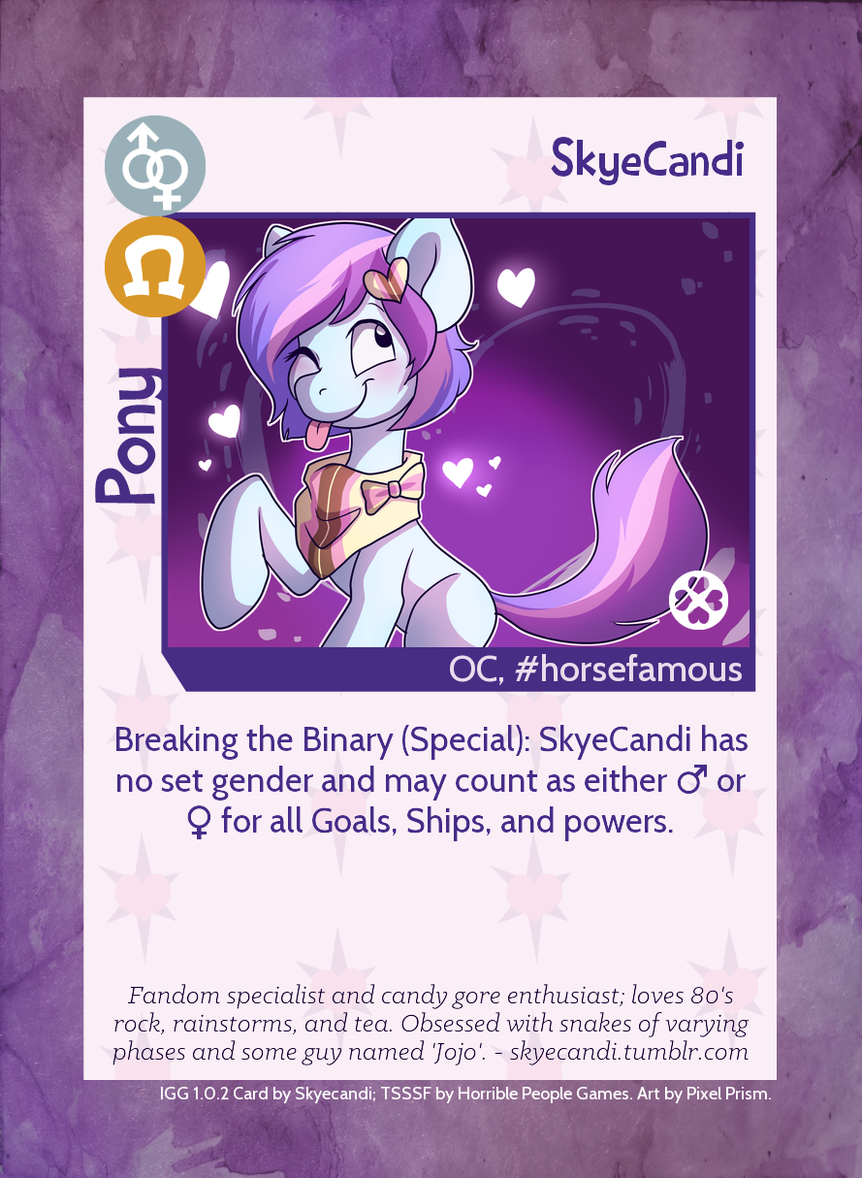 SkyeCandi
Pony
OC, #horsefamous
Breaking the Binary (Special): SkyeCandi has
no set gender and may count as either ♂ or
♀ for all Goals, Ships, and powers.
Fandom specialist and candy gore enthusiast; loves 80's
rock, rainstorms, and tea. Obsessed with snakes of varying
phases and some guy named 'Jojo'. - skyecandi.tumblr.com
IGG 1.0.2 Card by Skyecandi; TSSSF by Horrible People Games. Art by Pixel Prism.